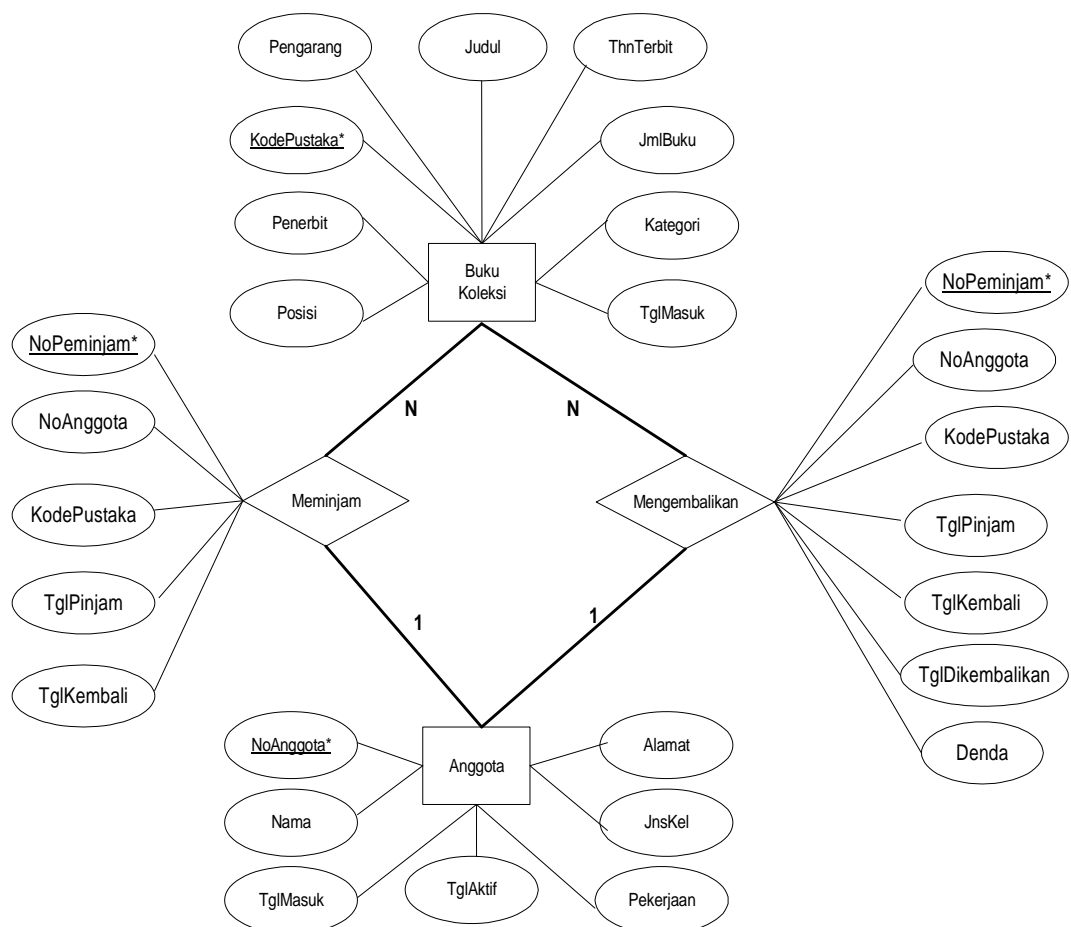 Pengarang
Judul
ThnTerbit
KodePustaka*
JmlBuku
Penerbit
Kategori
Buku
Koleksi
Posisi
TglMasuk
NoPeminjam*
NoAnggota
KodePustaka
TglPinjam
TglKembali
N
N
Meminjam
Mengembalikan
1
1
NoPeminjam*
NoAnggota
KodePustaka
TglPinjam
TglKembali
TglDikembalikan
Denda
NoAnggota*
Alamat
Anggota
Nama
JnsKel
TglMasuk
TglAktif
Pekerjaan